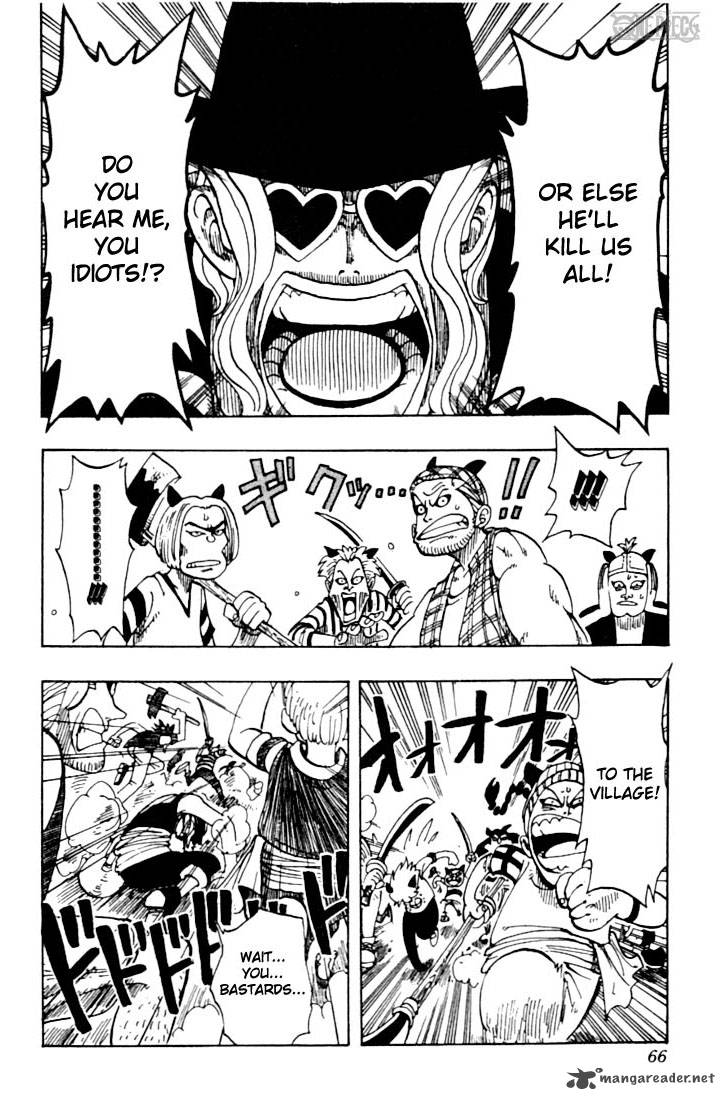 ONE PIECE
OR ELSE
HE'LL
KILL US
ALL!
DO
YOU
HEAR ME,
YOU
IDIOTS!?
!!!
ギクッ…!!
………!!!
オオオオ
TO THE
VILLAGE!
ドドドド
WAIT...
YOU...
BASTARDS...
66
mangareader.net